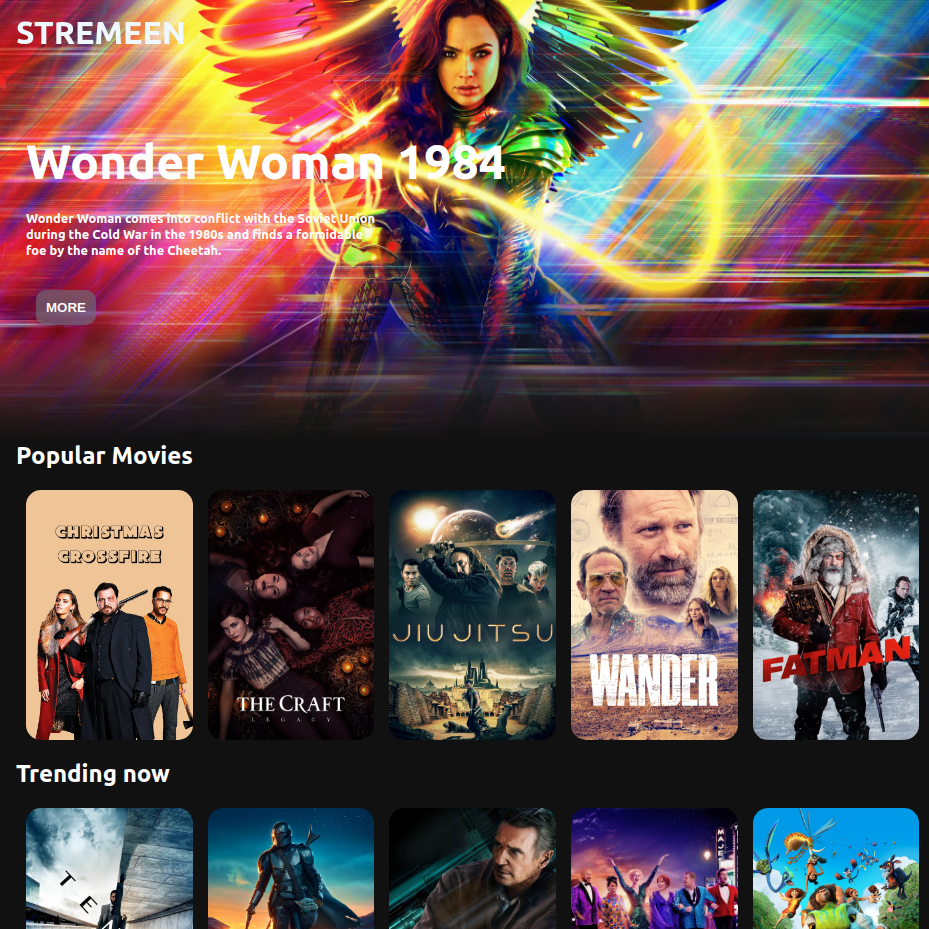 STREMEEN
Wonder Woman 1984
Wonder Woman comes into conflict with the Soviet Union
during the Cold War in the 1980s and finds a formidable
foe by the name of the Cheetah.
MORE
Popular Movies
CHRISTMAS
CROSSFIRE
THE CRAFT
LEGACY
JIU JITSU
WANDER
FATMAN
Trending now
T
E